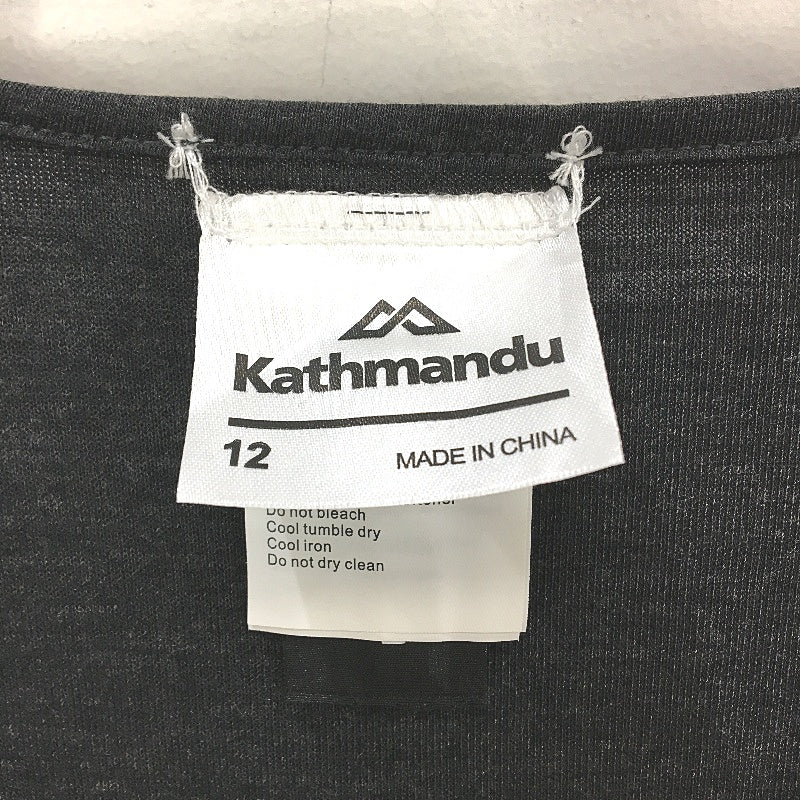 Kathmandu
12
MADE IN CHINA
Do not bleach
Cool tumble dry
Cool iron
Do not dry clean